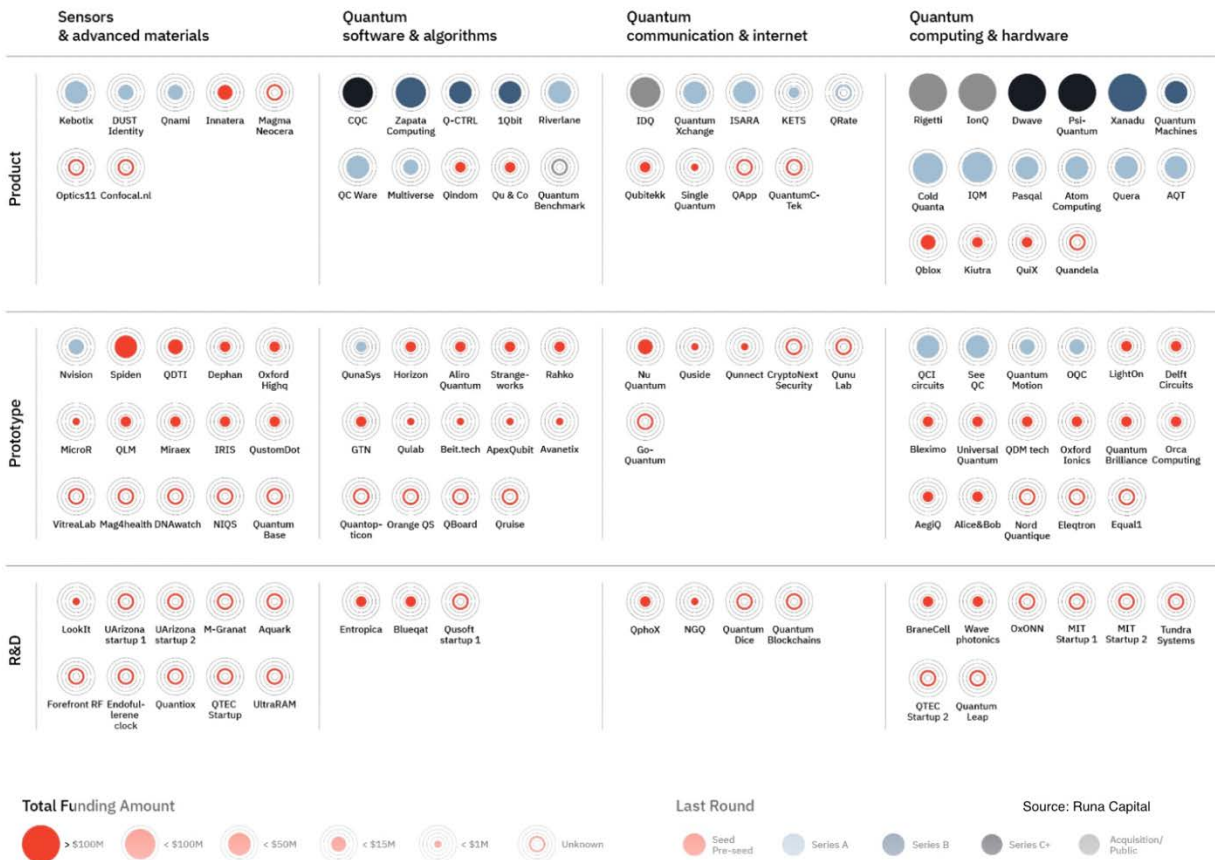 Sensors
& advanced materials
Quantum
software & algorithms
Quantum
communication & internet
Quantum
computing & hardware
Product
Kebotix
DUST
Identity
Qnami
Innatera
Magma
Neocera
Optics11
Confocal.nl
CQC
Zapata
Computing
Q-CTRL
1Qbit
Riverlane
QC Ware
Multiverse
Qindom
Qu & Co
Quantum
Benchmark
IDQ
Quantum
Xchange
ISARA
KETS
QRate
Qubitekk
Single
Quantum
QApp
QuantumC-
Tek
Rigetti
IonQ
Dwave
Psi-
Quantum
Xanadu
Quantum
Machines
Cold
Quanta
IQM
Pasqal
Atom
Computing
Quera
AQT
Qblox
Kiutra
QuiX
Quandela
Prototype
Nvision
Spiden
QDTI
Dephan
Oxford
Highq
MicroR
QLM
Miraex
IRIS
QustomDot
VitreaLab
Mag4health
DNAwatch
NIQS
Quantum
Base
QunaSys
Horizon
Aliro
Quantum
Strange-
works
Rahko
GTN
Qulab
Beit.tech
ApexQubit
Avanetix
Quantop-
ticon
Orange QS
QBoard
Qruise
Nu
Quantum
Quside
Qunnect
CryptoNext
Security
Qunu
Lab
Go-
Quantum
QCI
circuits
See
QC
Quantum
Motion
OQC
LightOn
Delft
Circuits
Bleximo
Universal
Quantum
QDM tech
Oxford
Ionics
Quantum
Brilliance
Orca
Computing
AegiQ
Alice&Bob
Nord
Quantique
Eleqtron
Equal1
R&D
LookIt
UArizona
startup 1
UArizona
startup 2
M-Granat
Aquark
Forefront RF
Endoful-
lerene
clock
Quantiox
QTEC
Startup
UltraRAM
Entropica
Blueqat
Qusoft
startup 1
QphoX
NGQ
Quantum
Dice
Quantum
Blockchains
BraneCell
Wave
photonics
OxONN
MIT
Startup 1
MIT
Startup 2
Tundra
Systems
QTEC
Startup 2
Quantum
Leap
Total Funding Amount
> $100M
< $100M
< $50M
< $15M
< $1M
Unknown
Last Round
Source: Runa Capital
Seed
Pre-seed
Series A
Series B
Series C+
Acquisition/
Public